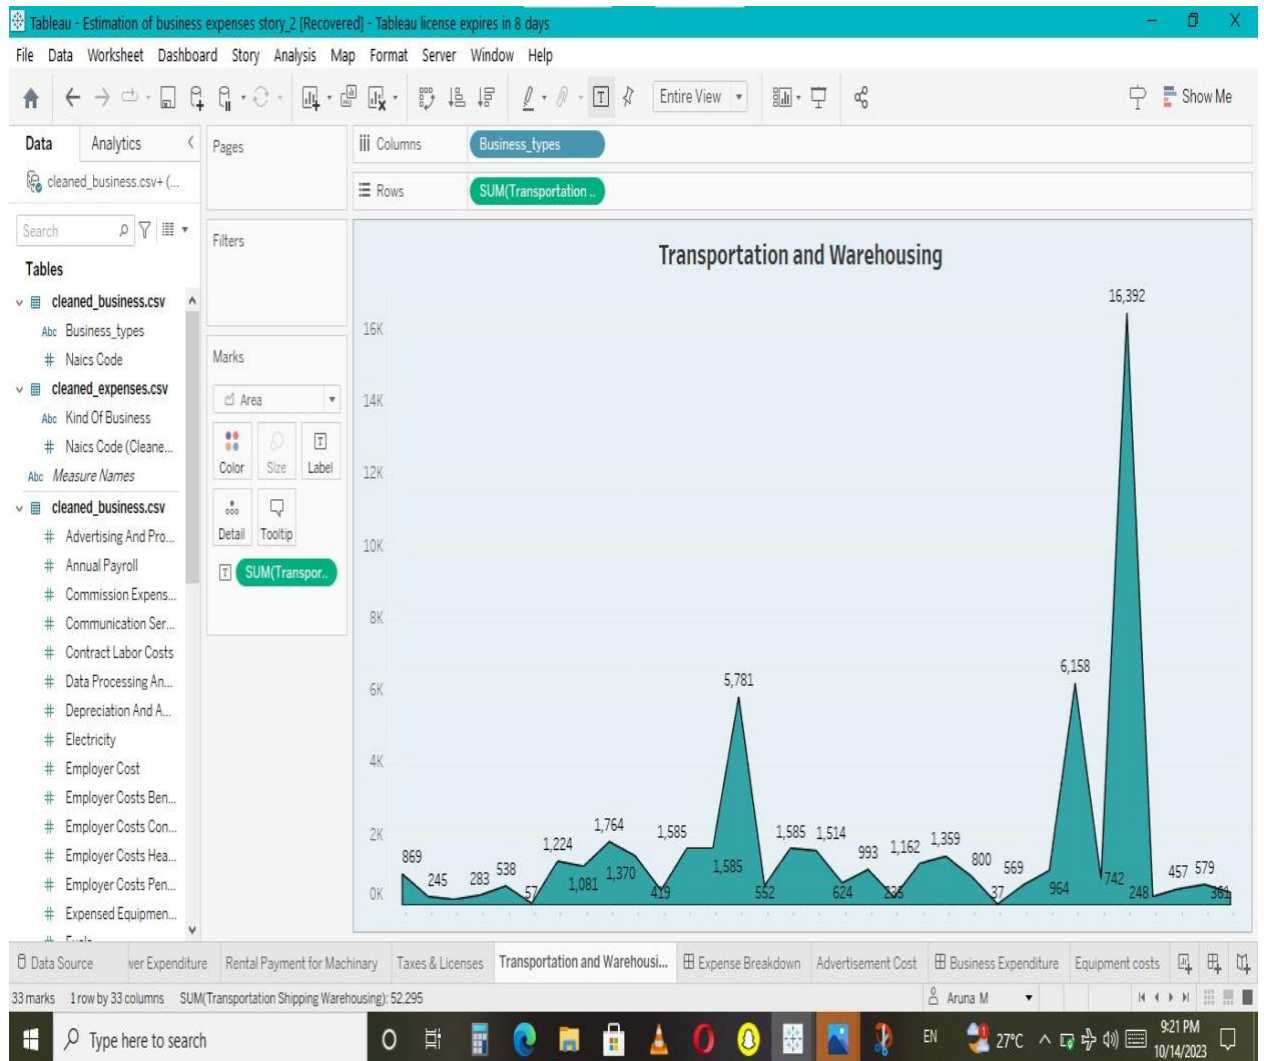 Tableau - Estimation of business expenses story_2 [Recovered] - Tableau license expires in 8 days
File Data Worksheet Dashboard Story Analysis Map Format Server Window Help
Entire View
Show Me
Data Analytics
cleaned_business.csv+ (...
Search
Tables
cleaned_business.csv
Abc Business_types
# Naics Code
cleaned_expenses.csv
Abc Kind Of Business
# Naics Code (Cleane...
Abc Measure Names
cleaned_business.csv
# Advertising And Pro...
# Annual Payroll
# Commission Expens...
# Communication Ser...
# Contract Labor Costs
# Data Processing An...
# Depreciation And A...
# Electricity
# Employer Cost
# Employer Costs Ben...
# Employer Costs Con...
# Employer Costs Hea...
# Employer Costs Pen...
# Expensed Equipmen...
Pages
Filters
Marks
Area
Color Size Label
Detail Tooltip
SUM(Transpor..
Columns Business_types
Rows SUM(Transportation ..
Transportation and Warehousing
16,392
16K
14K
12K
10K
8K
6,158
5,781
6K
4K
2K
1,224 1,764 1,585 1,585 1,514 1,162 1,359
869 245 283 538 57 1,081 1,370 419 1,585 552 624 993 235 800 37 569 964 742 248 457 579 361
0K
Data Source ver Expenditure Rental Payment for Machinary Taxes & Licenses Transportation and Warehousi... Expense Breakdown Advertisement Cost Business Expenditure Equipment costs
33 marks 1 row by 33 columns SUM(Transportation Shipping Warehousing): 52,295
Aruna M
Type here to search
EN 27°C
9:21 PM
10/14/2023